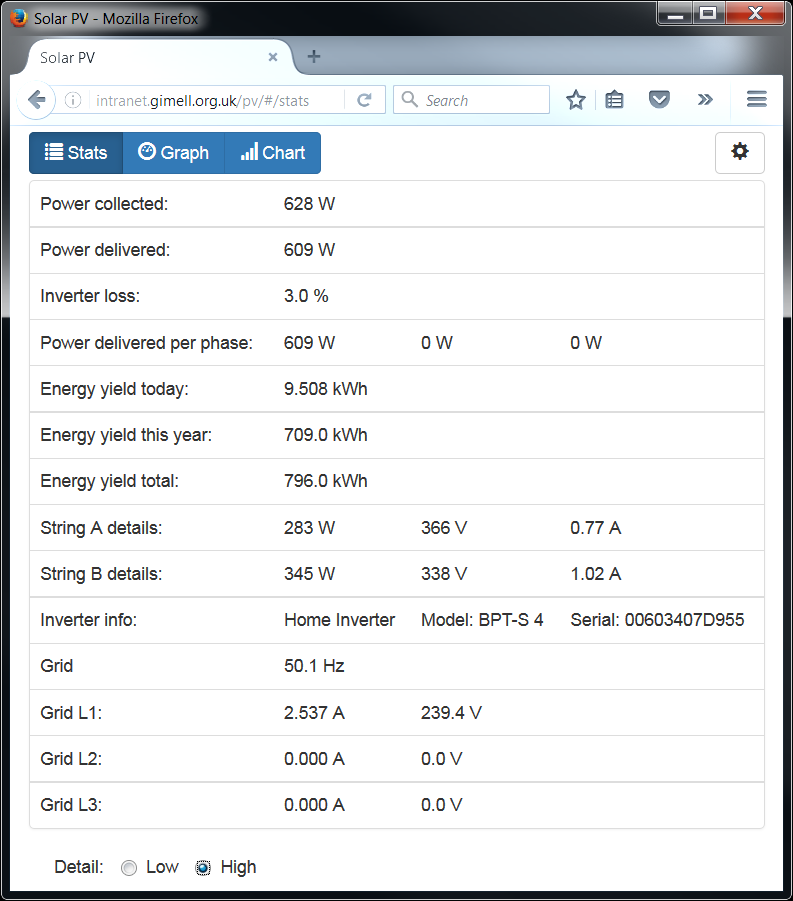 Solar PV - Mozilla Firefox
Solar PV
intranet.gimell.org.uk/pv/#/stats Search
Stats Graph Chart
Power collected: 628 W
Power delivered: 609 W
Inverter loss: 3.0 %
Power delivered per phase: 609 W 0 W 0 W
Energy yield today: 9.508 kWh
Energy yield this year: 709.0 kWh
Energy yield total: 796.0 kWh
String A details: 283 W 366 V 0.77 A
String B details: 345 W 338 V 1.02 A
Inverter info: Home Inverter Model: BPT-S 4 Serial: 00603407D955
Grid 50.1 Hz
Grid L1: 2.537 A 239.4 V
Grid L2: 0.000 A 0.0 V
Grid L3: 0.000 A 0.0 V
Detail: Low High